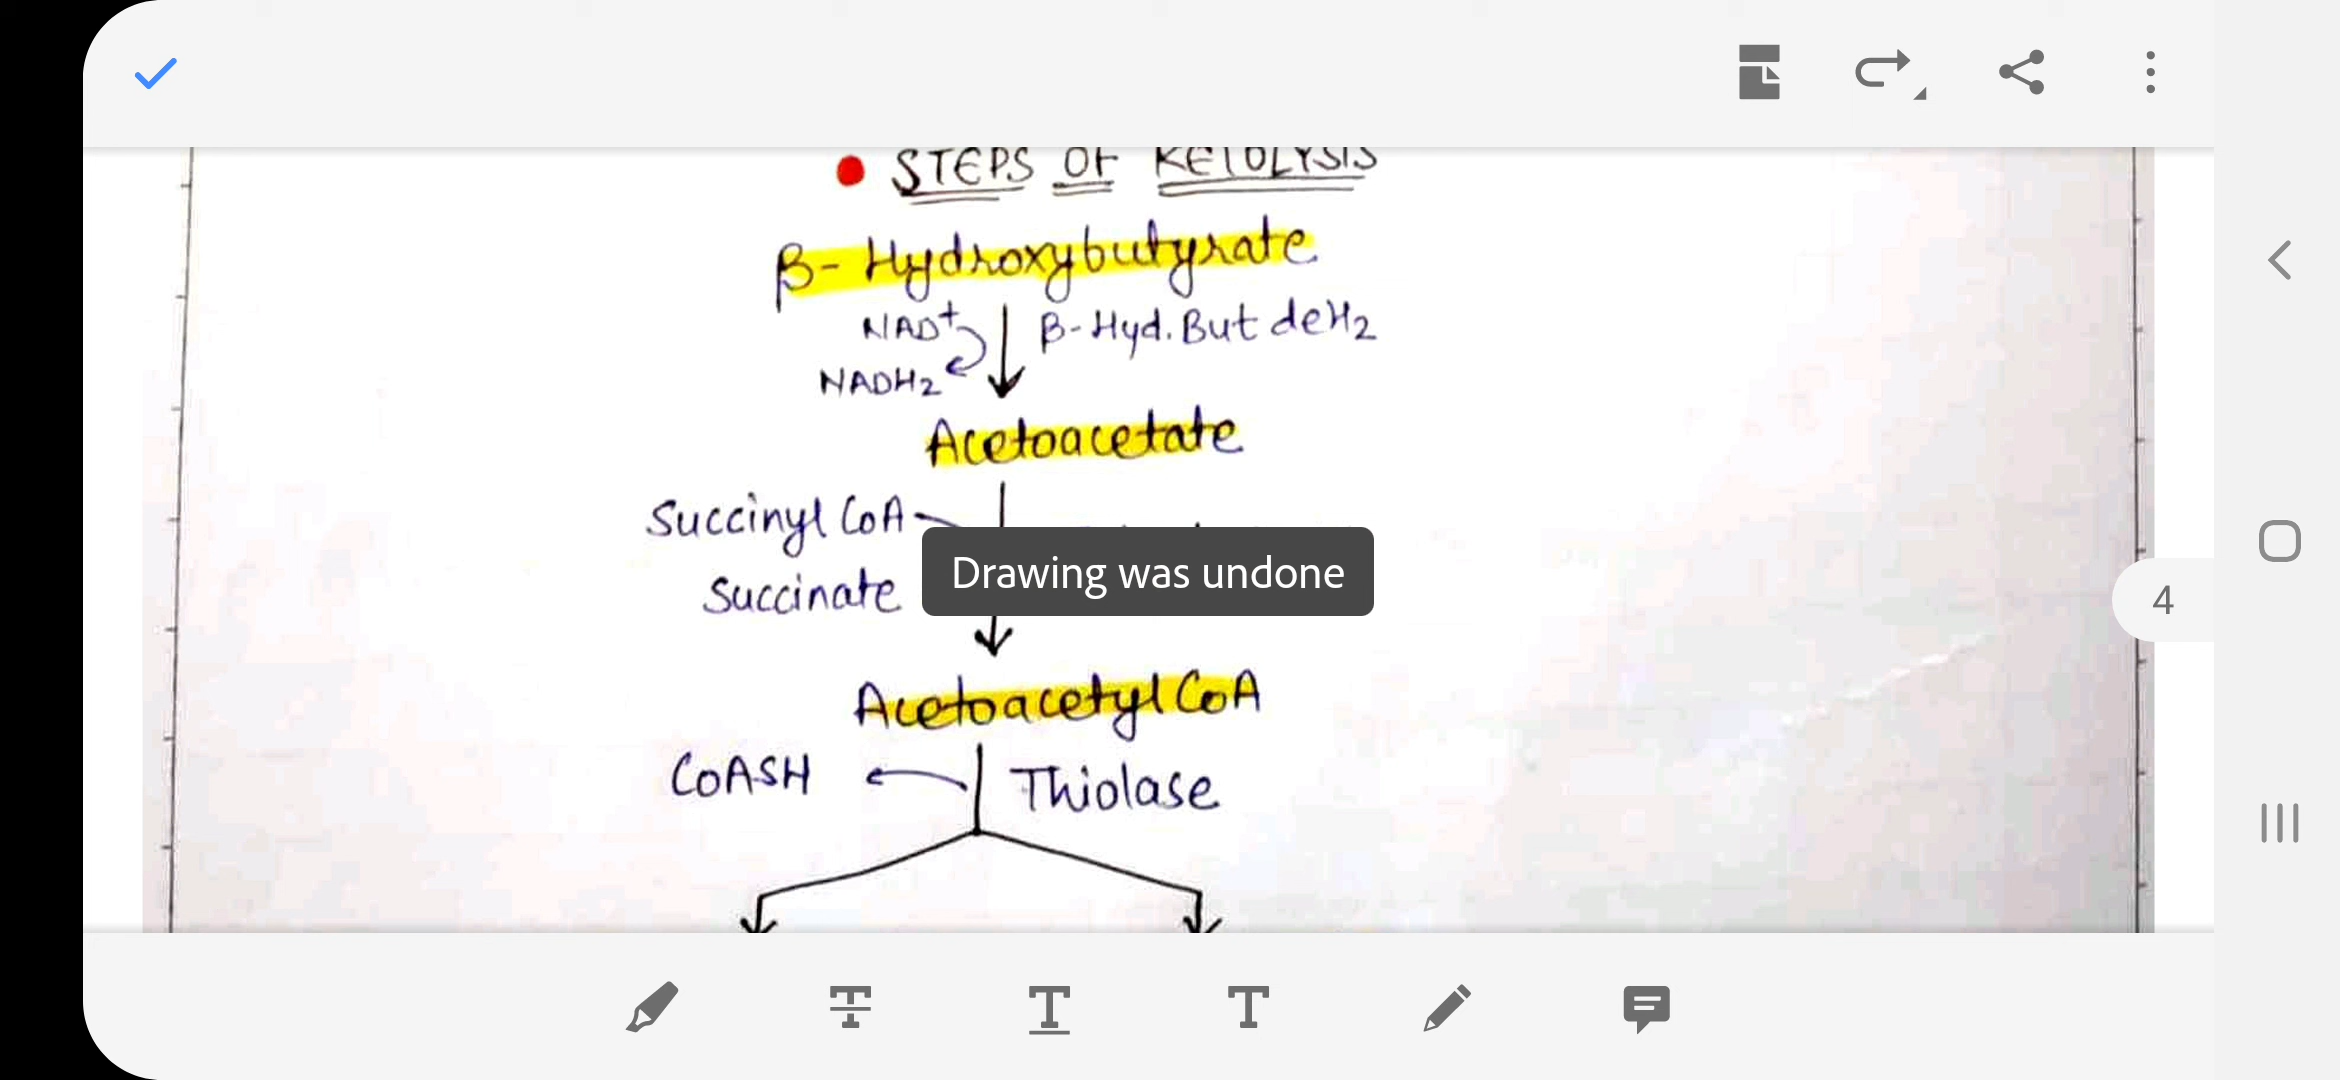 • STEPS OF KETOLYSIS
β- Hydroxybutyrate
NAD+ β-Hyd. But deH2
NADH2
Acetoacetate
Succinyl CoA
Drawing was undone
Succinate
4
Acetoacetyl CoA
CoASH Thiolase